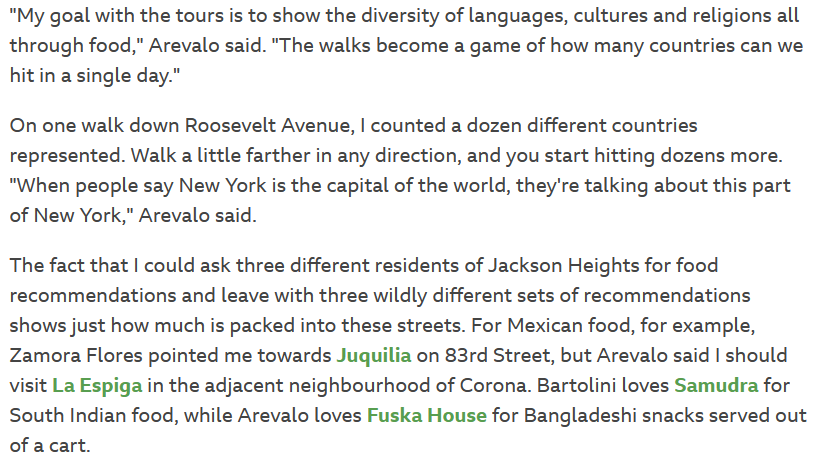 "My goal with the tours is to show the diversity of languages, cultures and religions all
through food," Arevalo said. "The walks become a game of how many countries can we
hit in a single day."
On one walk down Roosevelt Avenue, I counted a dozen different countries
represented. Walk a little farther in any direction, and you start hitting dozens more.
"When people say New York is the capital of the world, they're talking about this part
of New York," Arevalo said.
The fact that I could ask three different residents of Jackson Heights for food
recommendations and leave with three wildly different sets of recommendations
shows just how much is packed into these streets. For Mexican food, for example,
Zamora Flores pointed me towards Juquilia on 83rd Street, but Arevalo said I should
visit La Espiga in the adjacent neighbourhood of Corona. Bartolini loves Samudra for
South Indian food, while Arevalo loves Fuska House for Bangladeshi snacks served out
of a cart.